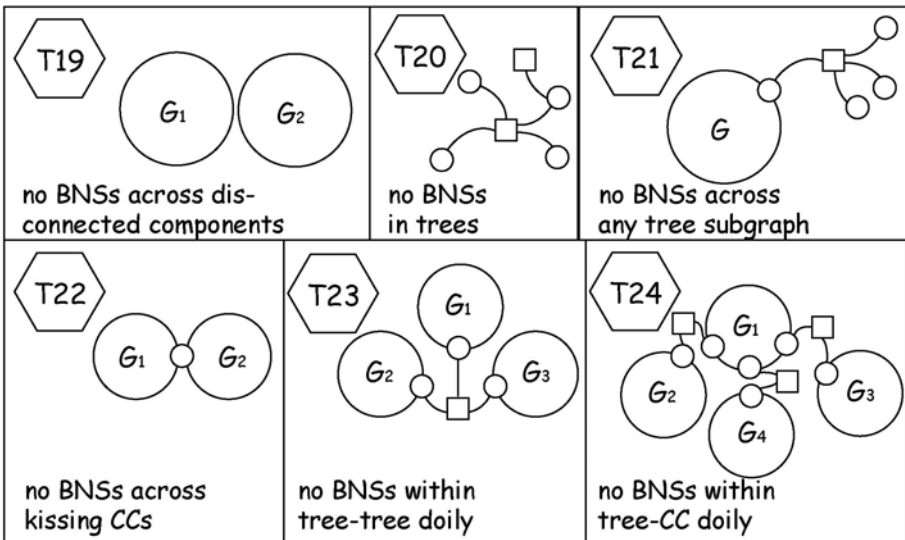 T19
G1
G2
no BNSs across dis-
connected components
T20
no BNSs
in trees
T21
G
no BNSs across
any tree subgraph
T22
G1
G2
no BNSs across
kissing CCs
T23
G1
G2
G3
no BNSs within
tree-tree doily
T24
G1
G2
G3
G4
no BNSs within
tree-CC doily